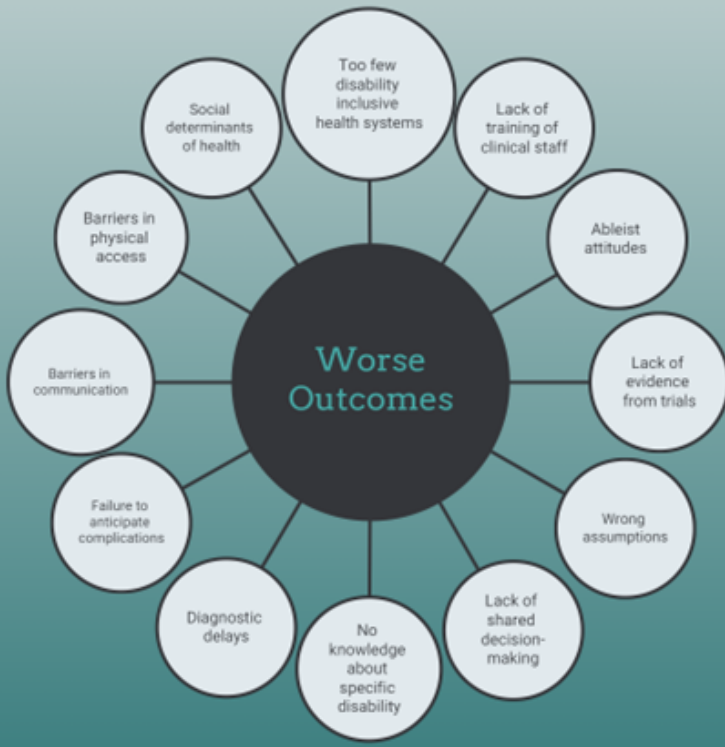 Too few
disability
inclusive
health systems
Lack of
training of
clinical staff
Ableist
attitudes
Lack of
evidence
from trials
Wrong
assumptions
Lack of
shared
decision-
making
No
knowledge
about
specific
disability
Diagnostic
delays
Failure to
anticipate
complications
Barriers in
communication
Barriers in
physical
access
Social
determinants
of health
Worse
Outcomes